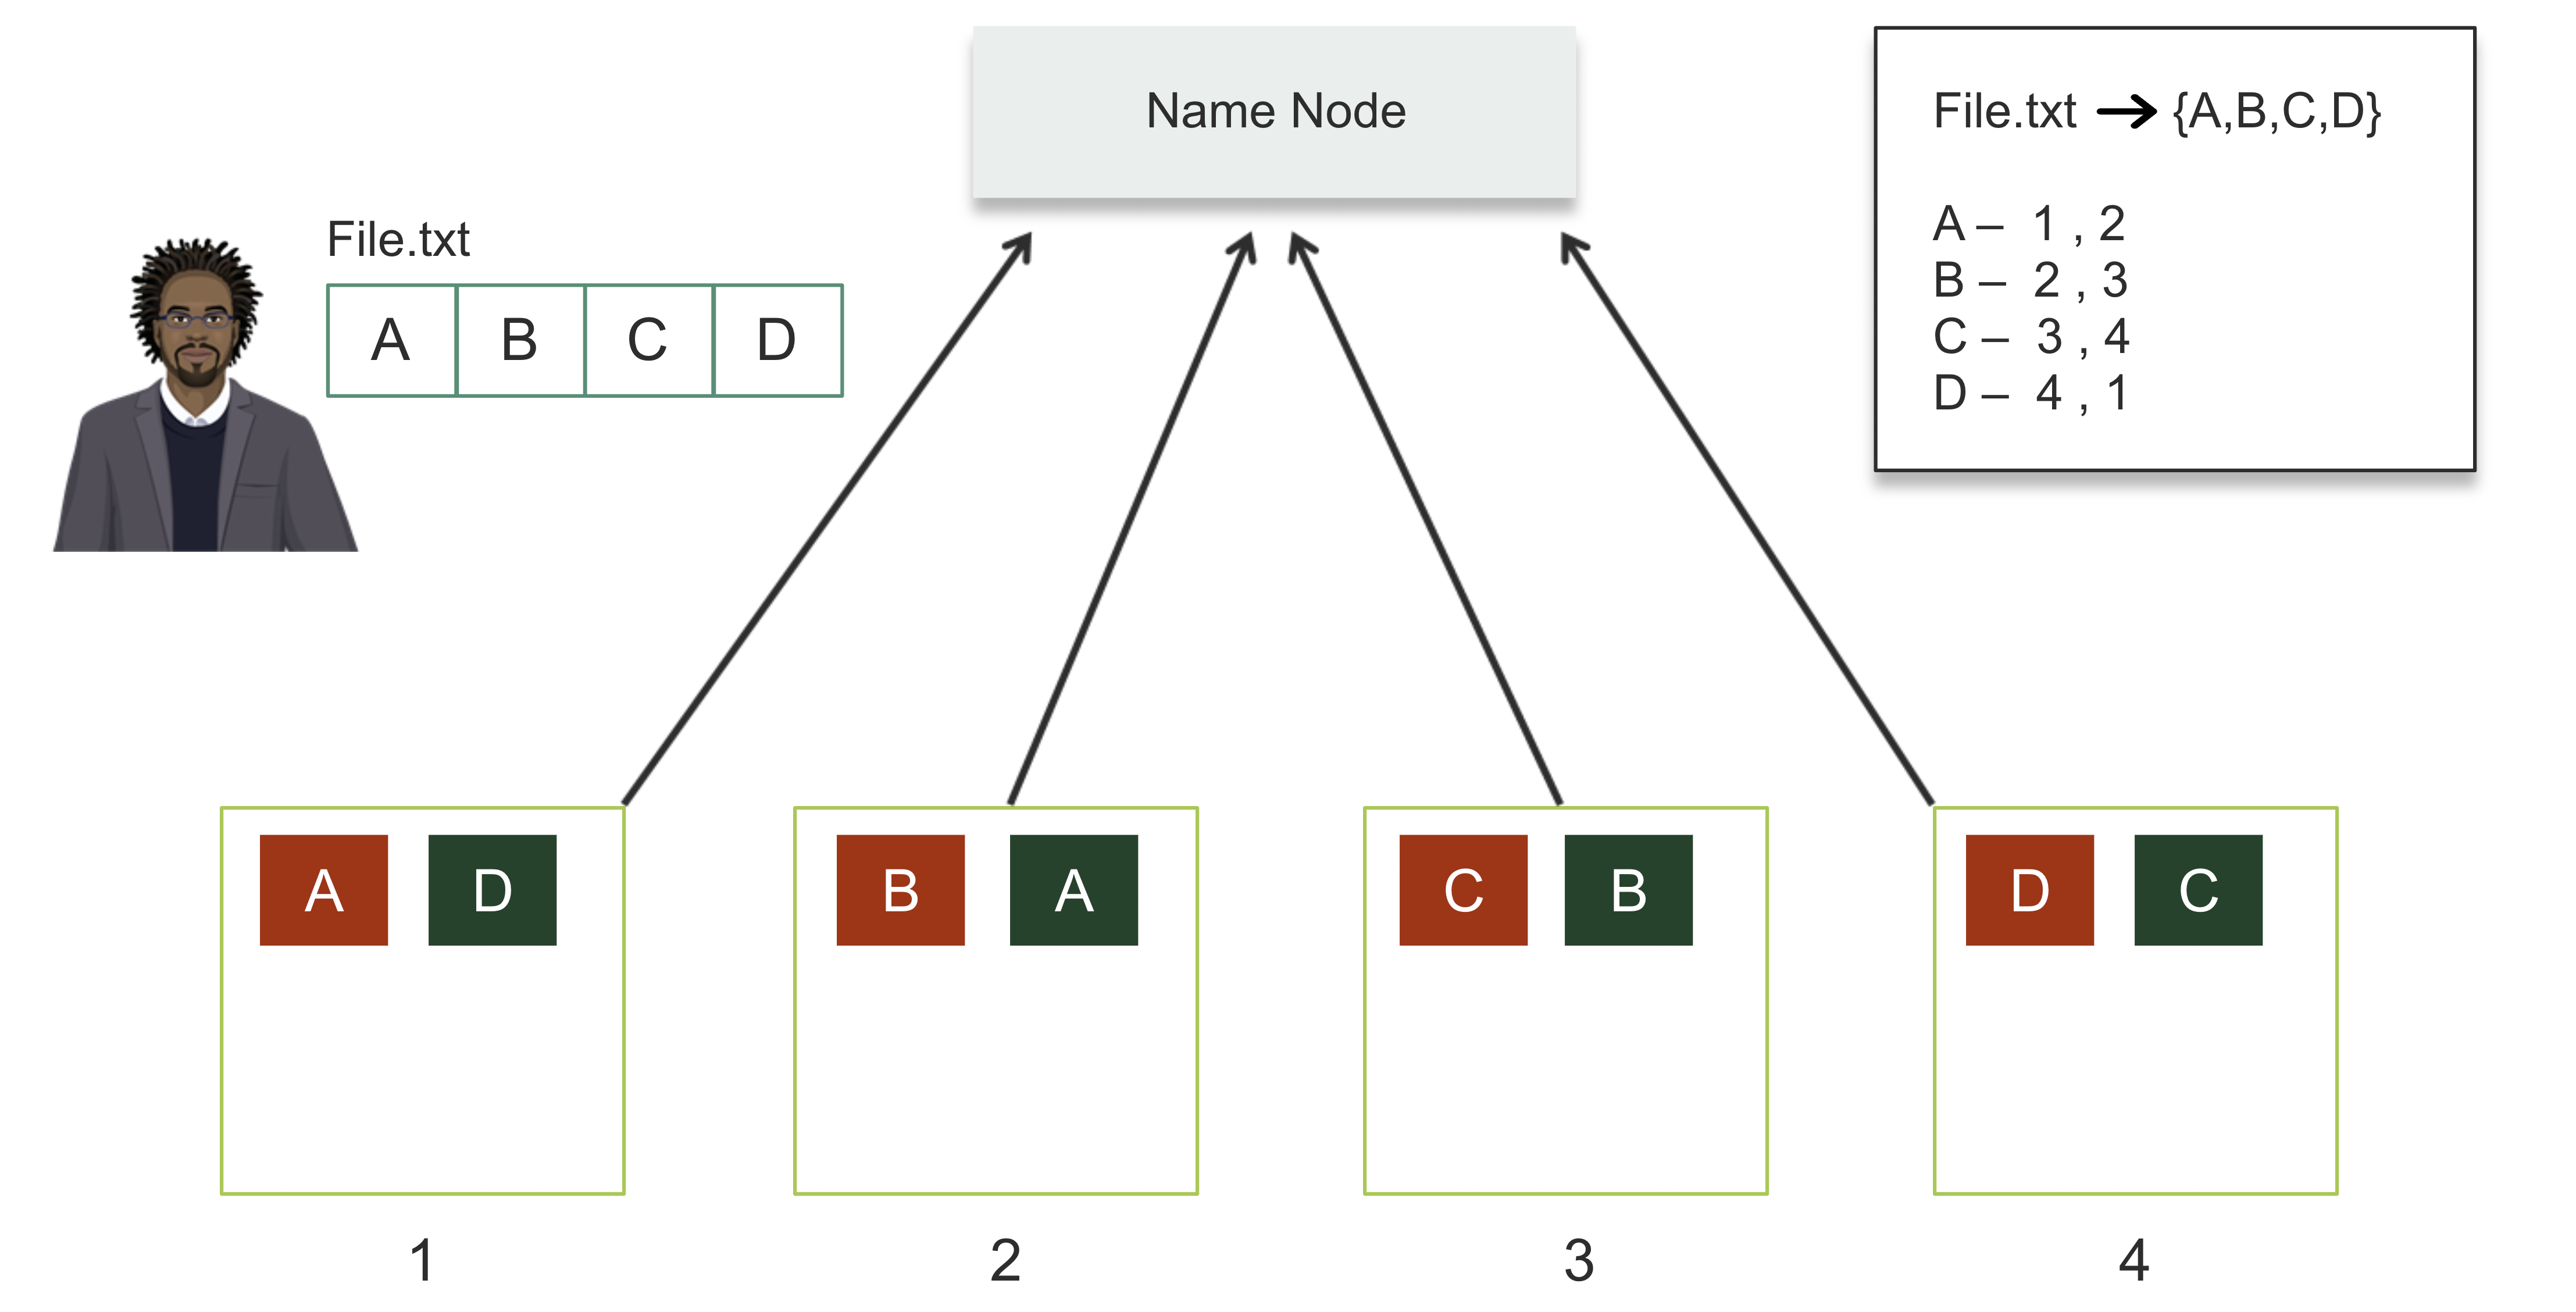 Name Node
File.txt → {A,B,C,D}
A – 1 , 2
B – 2 , 3
C – 3 , 4
D – 4 , 1
File.txt
A B C D
A D
B A
C B
D C
1
2
3
4